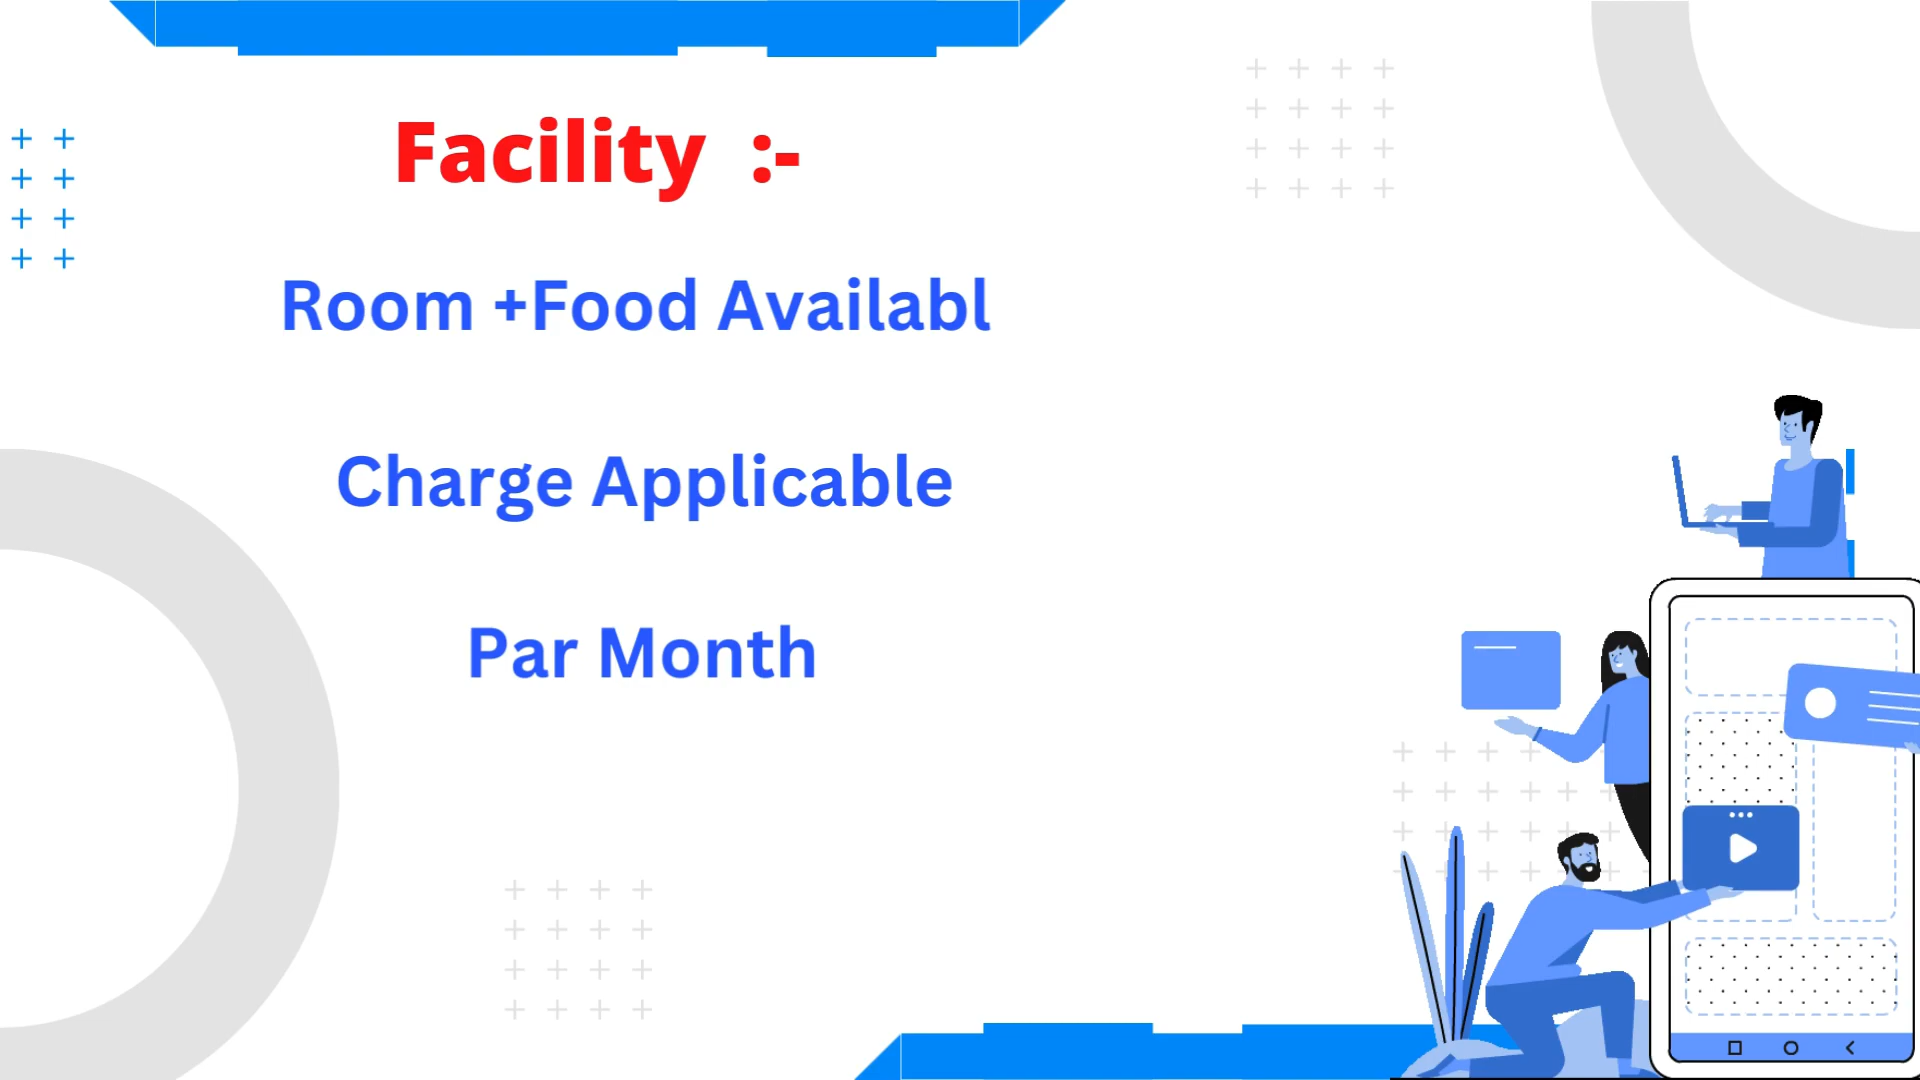 Facility :-
Room +Food Availabl
Charge Applicable
Par Month